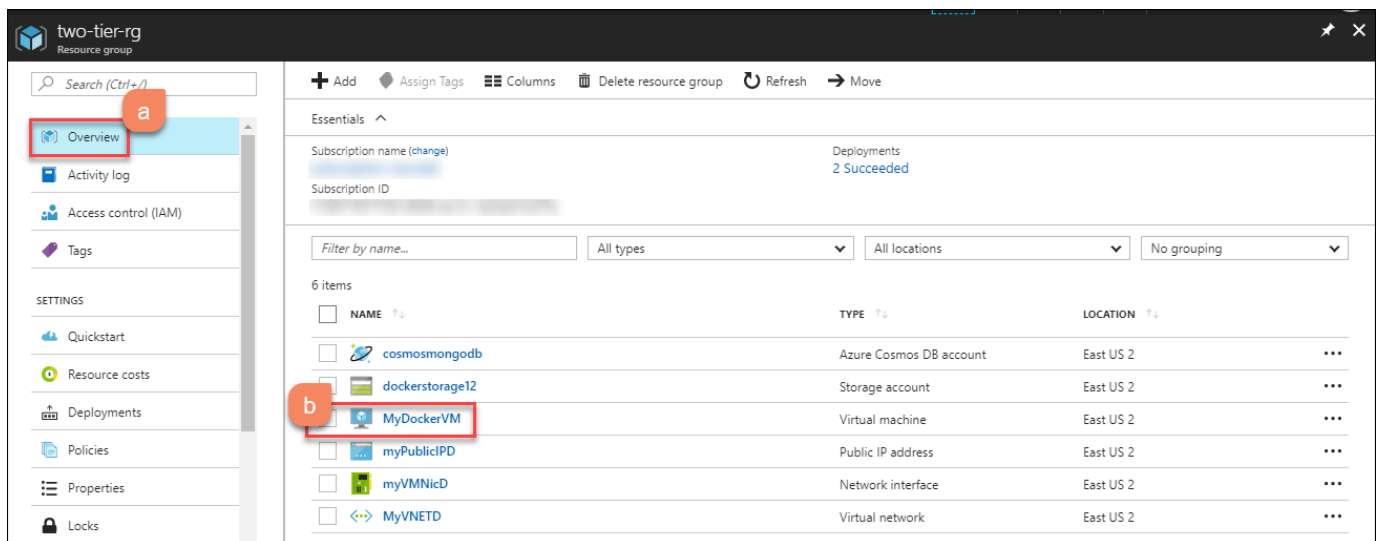 two-tier-rg
Resource group
Search (Ctrl+/)
a
Overview
Activity log
Access control (IAM)
Tags
SETTINGS
Quickstart
Resource costs
Deployments
Policies
Properties
Locks
Add Assign Tags Columns Delete resource group Refresh Move
Essentials
Subscription name (change)
Subscription ID
Deployments
2 Succeeded
Filter by name... All types All locations No grouping
6 items
NAME TYPE LOCATION
cosmosmongodb Azure Cosmos DB account East US 2
dockerstorage12 Storage account East US 2
b
MyDockerVM Virtual machine East US 2
myPublicIPD Public IP address East US 2
myVMNicD Network interface East US 2
MyVNETD Virtual network East US 2